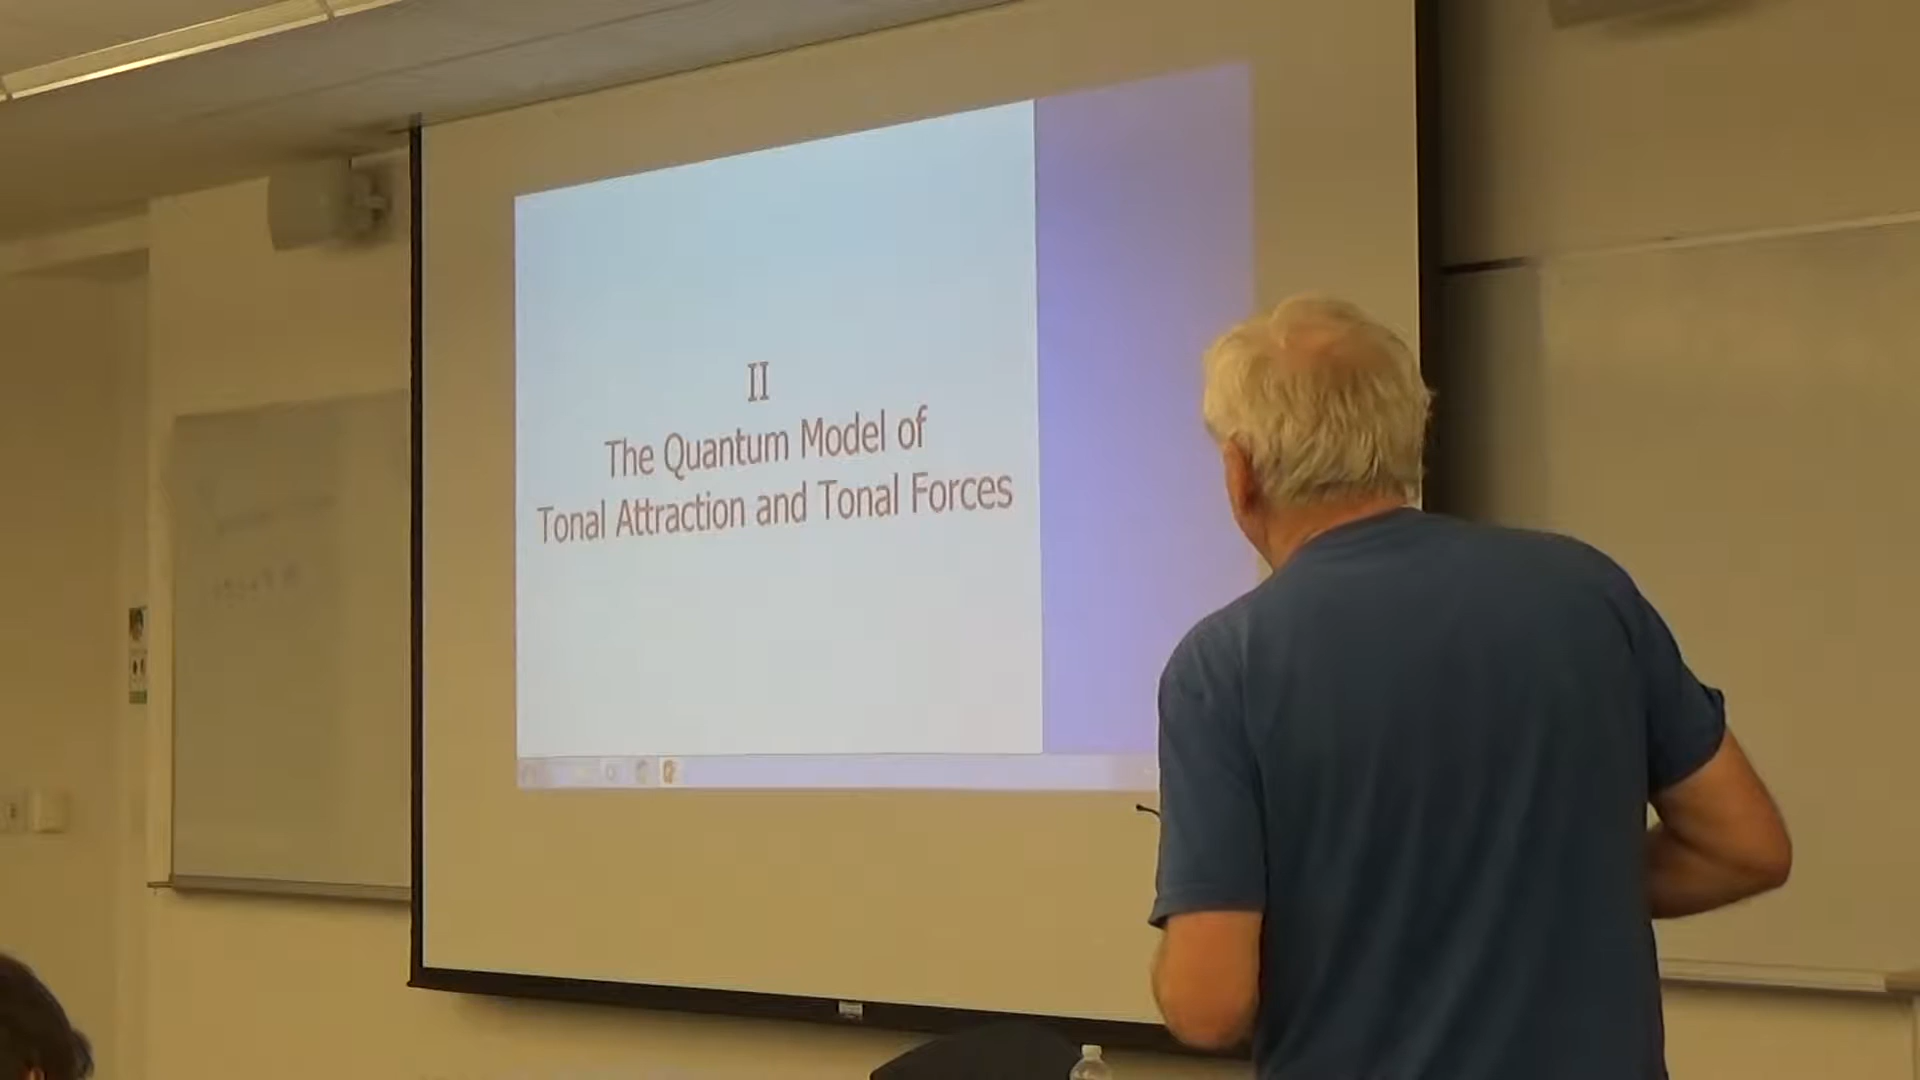 II
The Quantum Model of
Tonal Attraction and Tonal Forces